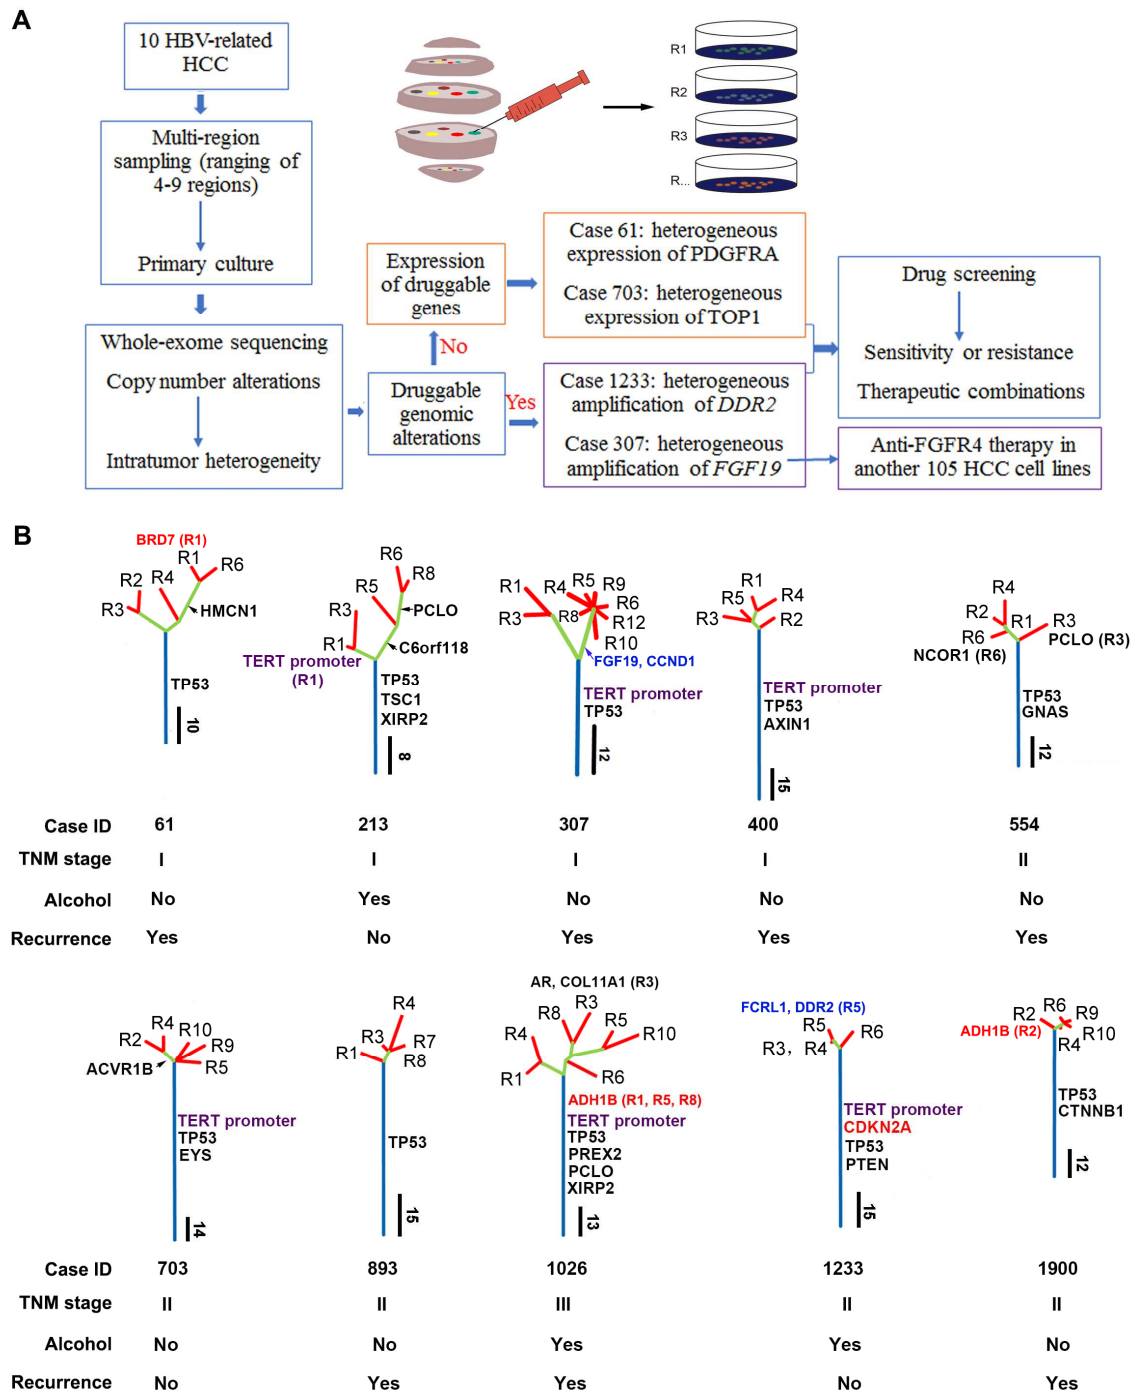 A
10 HBV-related
HCC
Multi-region
sampling (ranging of
4-9 regions)
Primary culture
Whole-exome sequencing
Copy number alterations
Intratumor heterogeneity
R1
R2
R3
R...
Expression
of druggable
genes
No
Druggable
genomic
alterations
Yes
Case 61: heterogeneous
expression of PDGFRA
Case 703: heterogeneous
expression of TOP1
Case 1233: heterogeneous
amplification of DDR2
Case 307: heterogeneous
amplification of FGF19
Drug screening
Sensitivity or resistance
Therapeutic combinations
Anti-FGFR4 therapy in
another 105 HCC cell lines
B
BRD7 (R1)
R1
R6
R2
R4
R3
HMCN1
TP53
10
R6
R8
R5
R3
PCLO
R1
C6orf118
TERT promoter
(R1)
TP53
TSC1
XIRP2
8
R1
R4
R5
R9
R3
R8
R6
R12
R10
FGF19, CCND1
TERT promoter
TP53
12
R1
R4
R5
R3
R2
TERT promoter
TP53
AXIN1
15
R4
R2
R1
R3
R6
PCLO (R3)
NCOR1 (R6)
TP53
GNAS
12
Case ID 61 213 307 400 554
TNM stage I I I I II
Alcohol No Yes No No No
Recurrence Yes No Yes Yes Yes
R4
R10
R2
R9
R5
ACVR1B
TERT promoter
TP53
EYS
14
R4
R3
R7
R1
R8
TP53
15
AR, COL11A1 (R3)
R3
R8
R4
R5
R10
R1
R6
ADH1B (R1, R5, R8)
TERT promoter
TP53
PREX2
PCLO
XIRP2
13
FCRL1, DDR2 (R5)
R5
R6
R3, R4
TERT promoter
CDKN2A
TP53
PTEN
15
R6
R2
R9
ADH1B (R2)
R10
R4
TP53
CTNNB1
12
Case ID 703 893 1026 1233 1900
TNM stage II II III II II
Alcohol No No Yes Yes No
Recurrence No Yes Yes No Yes